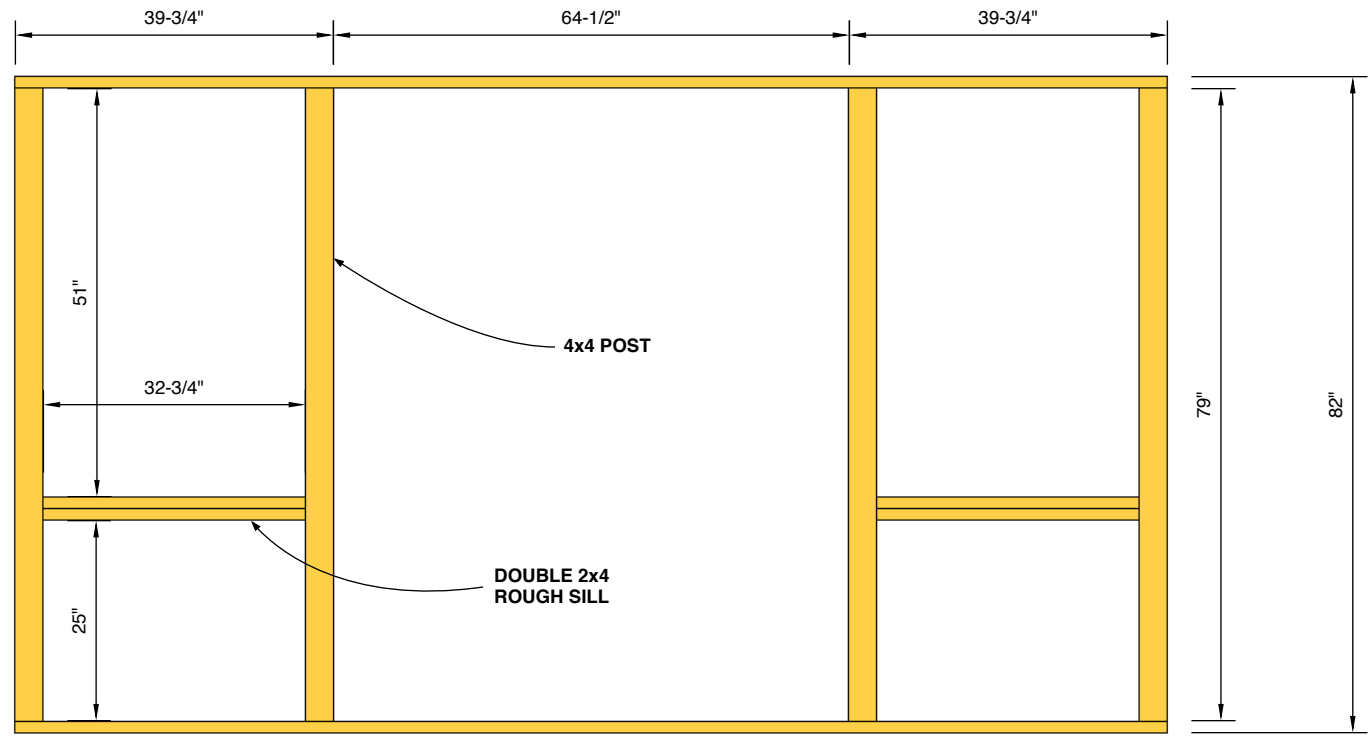 39-3/4"
64-1/2"
39-3/4"
51"
4x4 POST
32-3/4"
79"
82"
DOUBLE 2x4
ROUGH SILL
25"